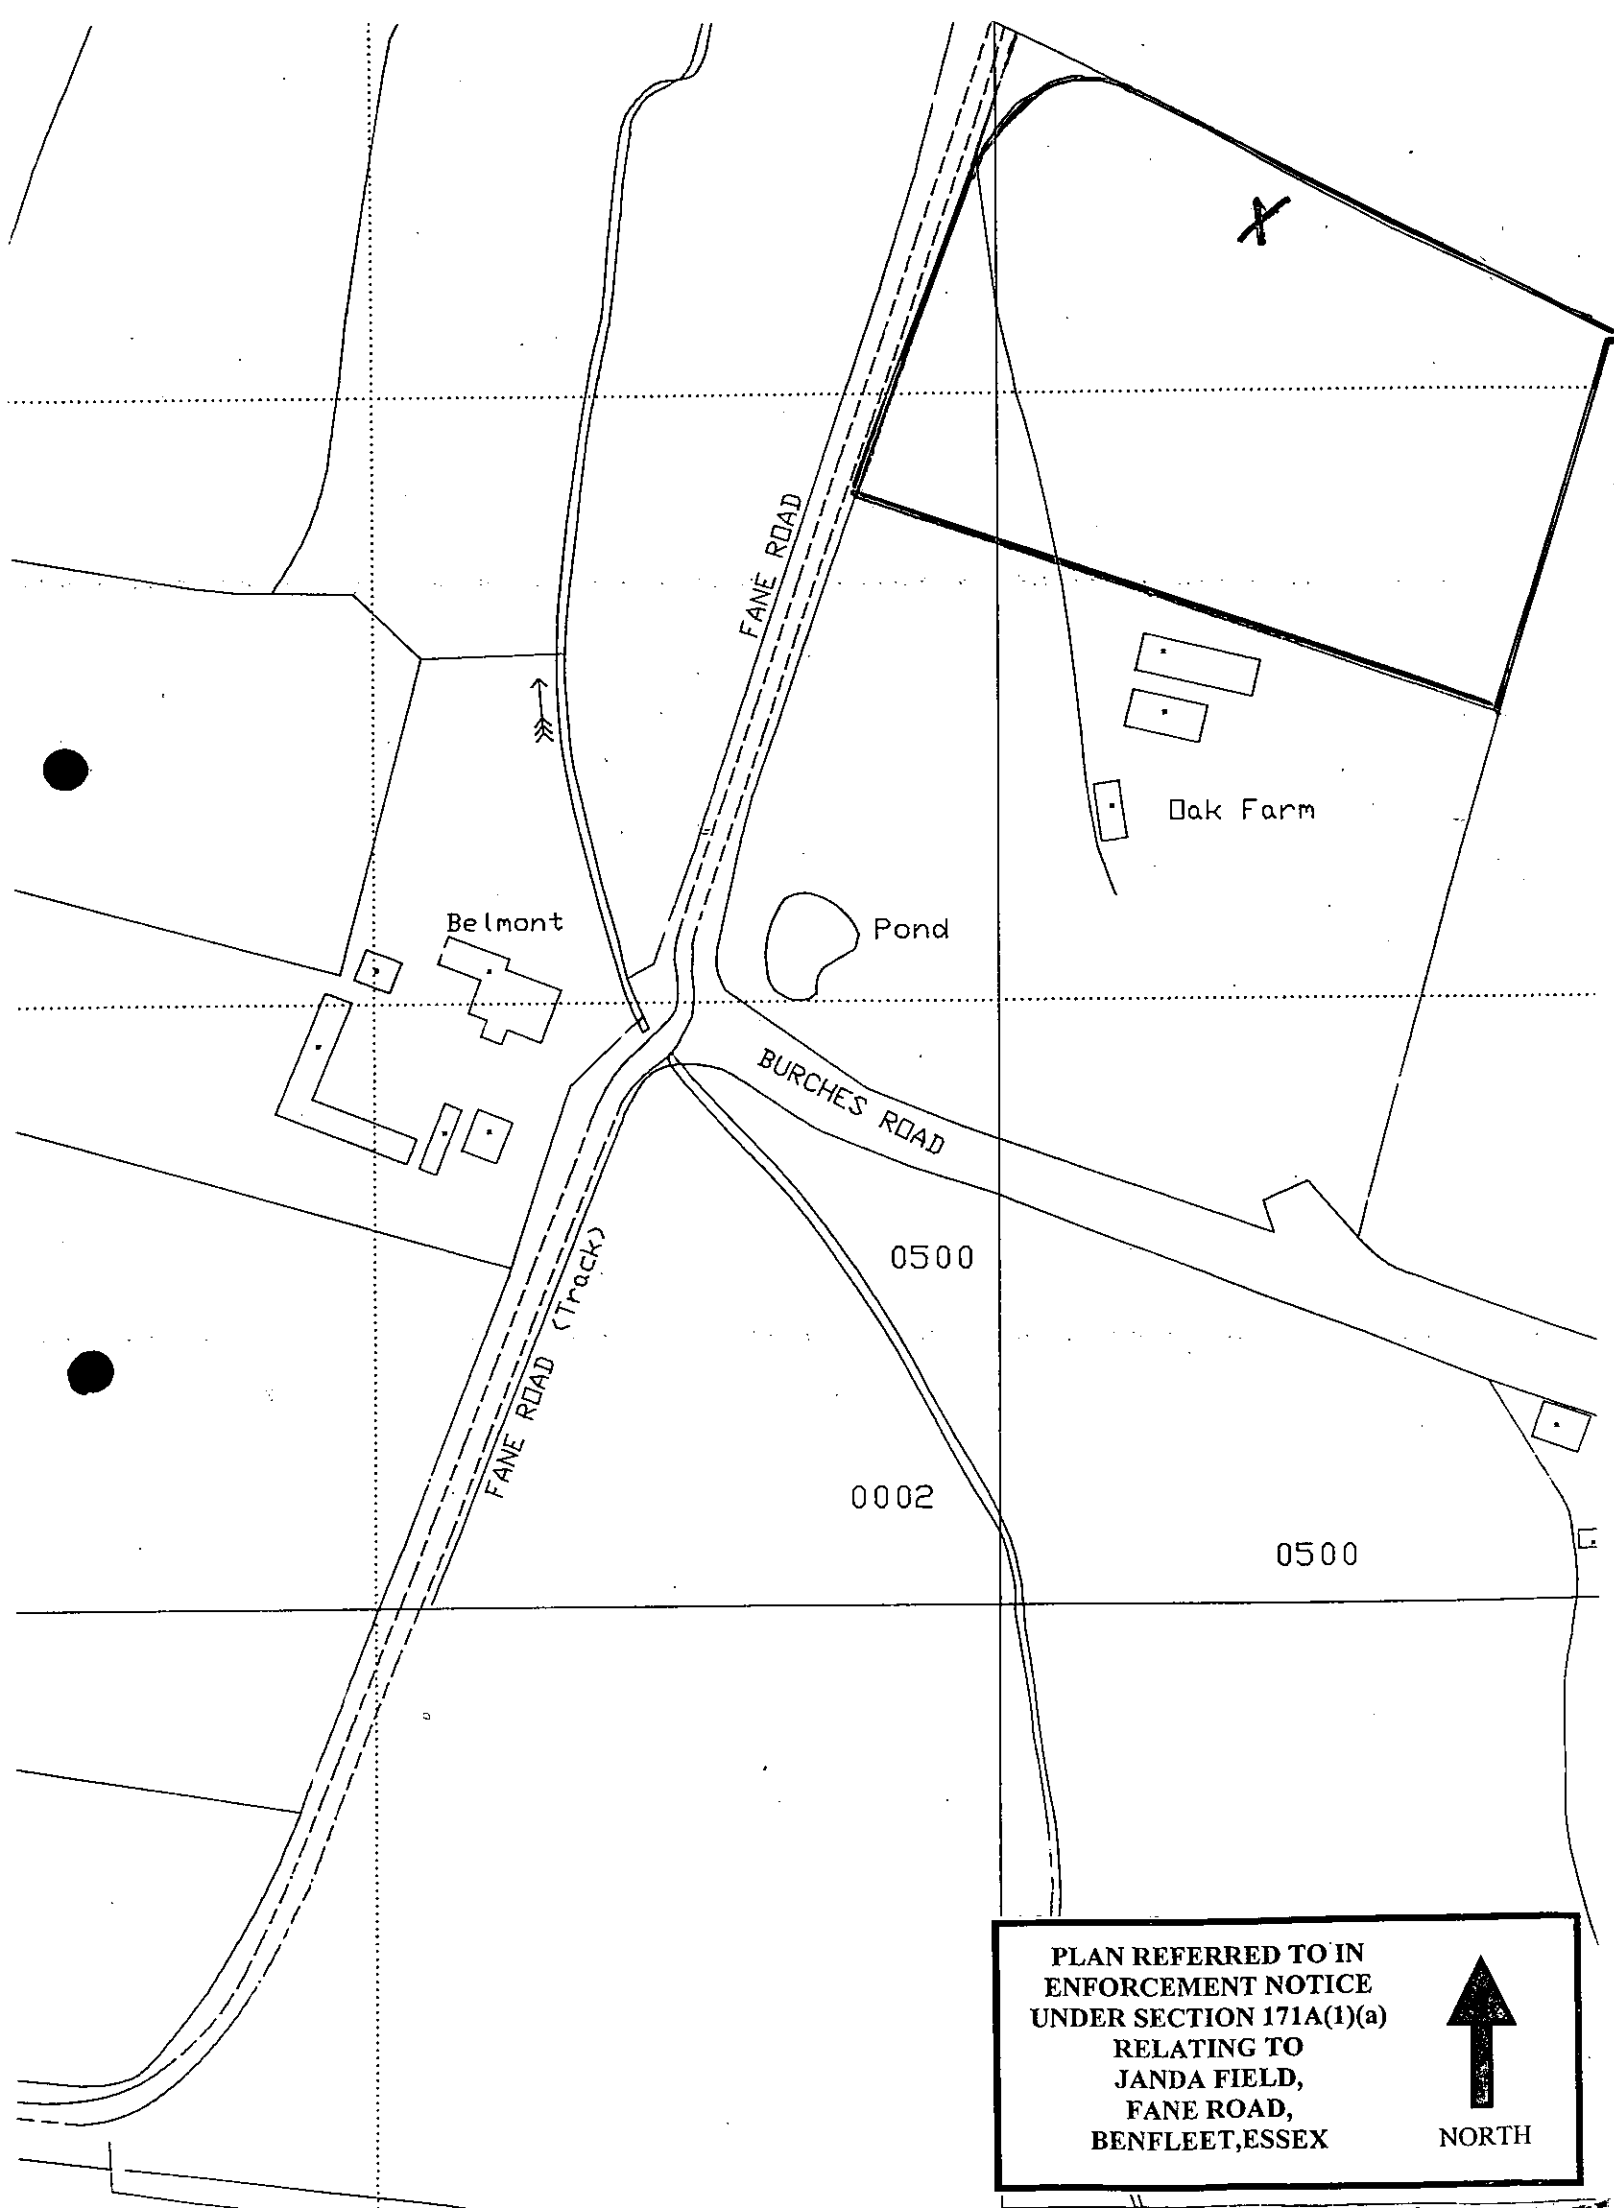 X
FANE ROAD
Oak Farm
Belmont
Pond
BURCHES ROAD
0500
FANE ROAD (Track)
0002
0500
PLAN REFERRED TO IN
ENFORCEMENT NOTICE
UNDER SECTION 171A(1)(a)
RELATING TO
JANDA FIELD,
FANE ROAD,
BENFLEET,ESSEX
NORTH